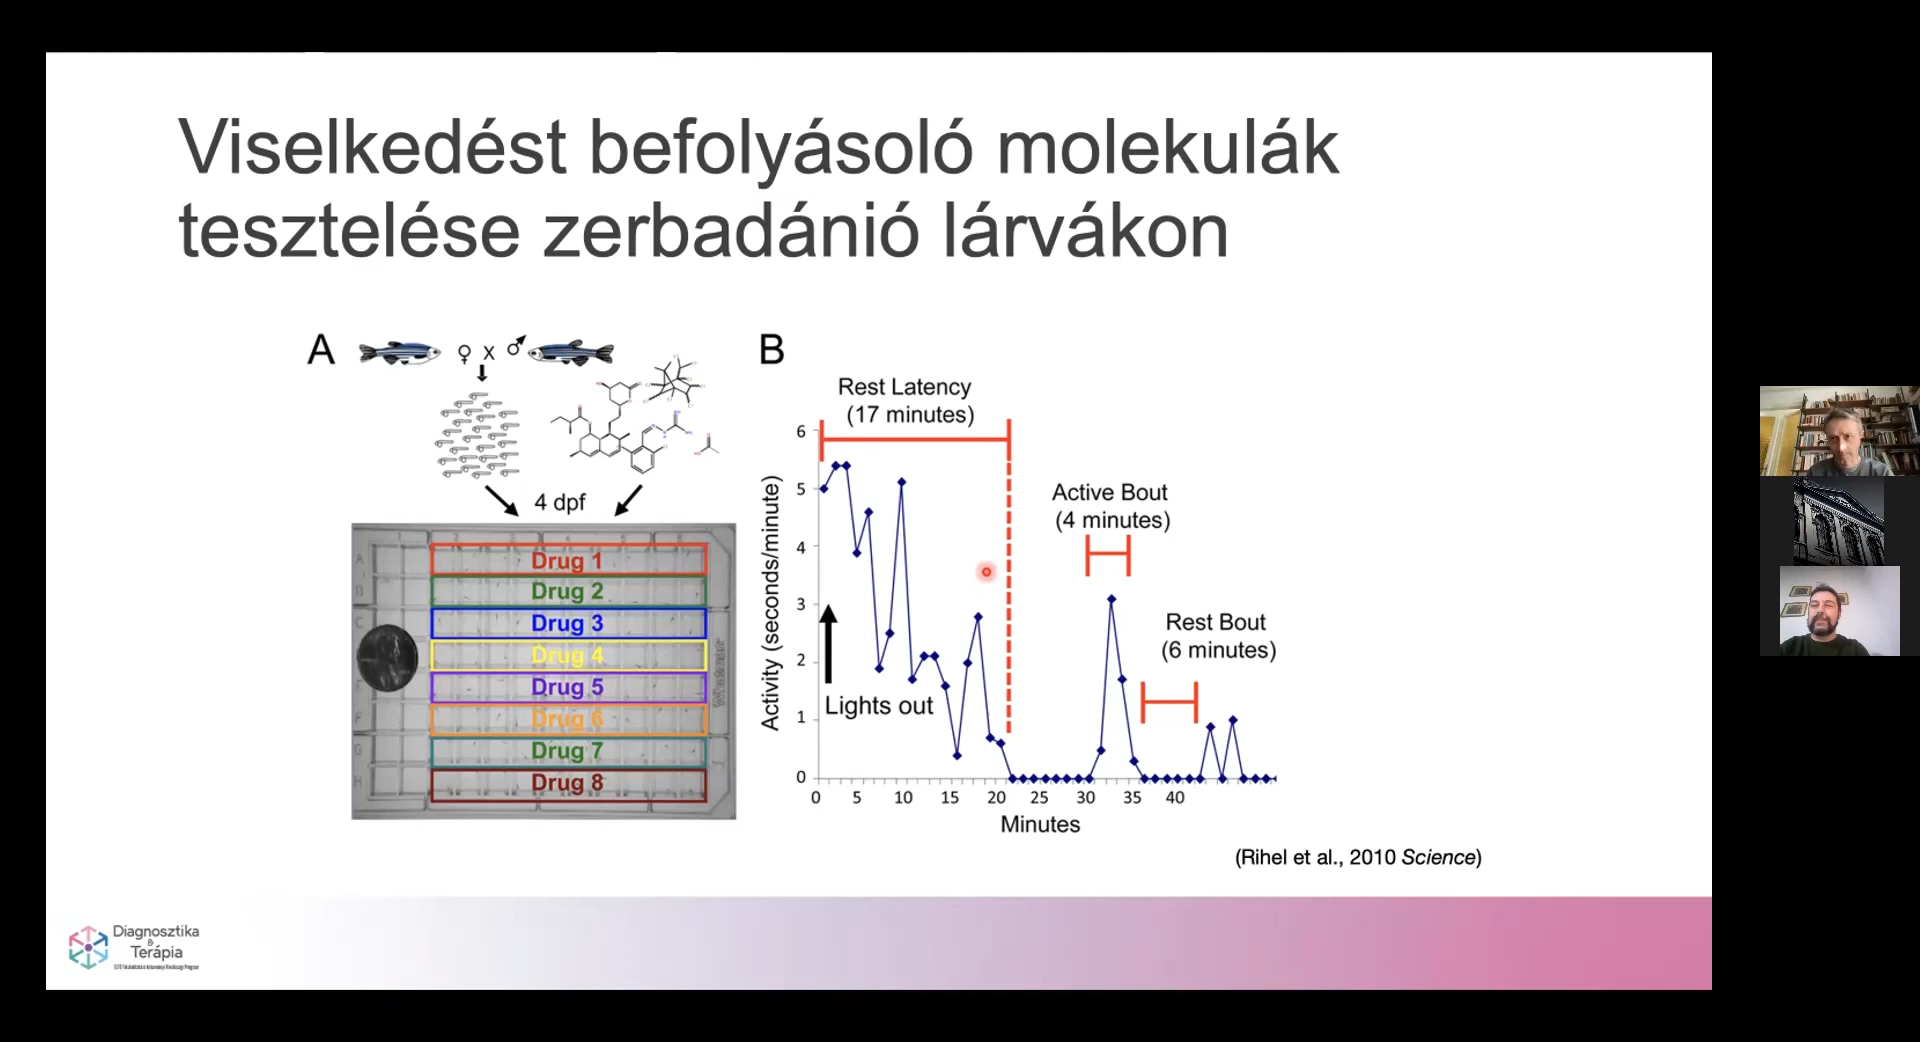 Viselkedést befolyásoló molekulák
tesztelése zerbadánió lárvákon
A
♀ X ♂
4 dpf
Drug 1
Drug 2
Drug 3
Drug 4
Drug 5
Drug 6
Drug 7
Drug 8
B
Rest Latency
(17 minutes)
Active Bout
(4 minutes)
Rest Bout
(6 minutes)
Lights out
Activity (seconds/minute)
6
5
4
3
2
1
0
0 5 10 15 20 25 30 35 40
Minutes
(Rihel et al., 2010 Science)
Diagnosztika
&
Terápia